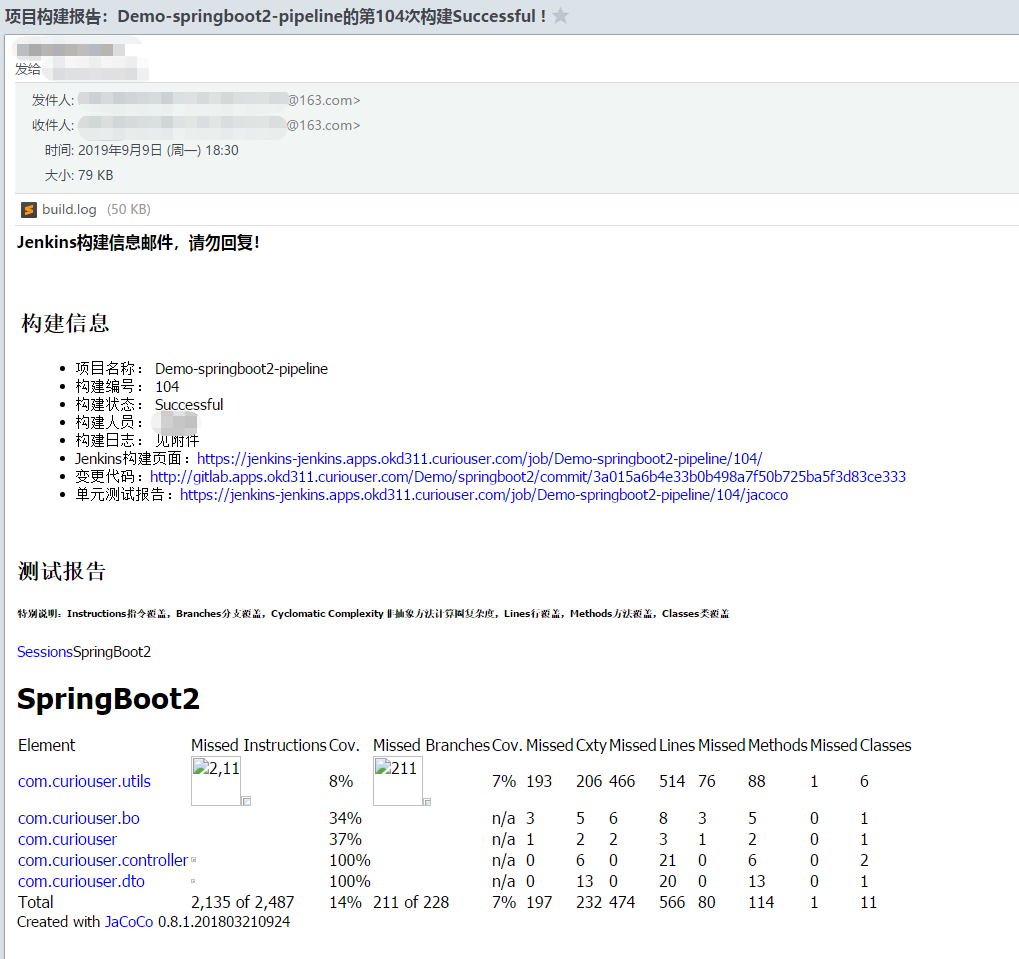 项目构建报告：Demo-springboot2-pipeline的第104次构建Successful !
发给
发件人: @163.com>
收件人: @163.com>
时间: 2019年9月9日 (周一) 18:30
大小: 79 KB
build.log (50 KB)
Jenkins构建信息邮件，请勿回复！
构建信息
项目名称： Demo-springboot2-pipeline
构建编号： 104
构建状态： Successful
构建人员：
构建日志： 见附件
Jenkins构建页面：https://jenkins-jenkins.apps.okd311.curiouser.com/job/Demo-springboot2-pipeline/104/
变更代码：http://gitlab.apps.okd311.curiouser.com/Demo/springboot2/commit/3a015a6b4e33b0b498a7f50b725ba5f3d83ce333
单元测试报告：https://jenkins-jenkins.apps.okd311.curiouser.com/job/Demo-springboot2-pipeline/104/jacoco
测试报告
特别说明：Instructions指令覆盖，Branches分支覆盖，Cyclomatic Complexity 非抽象方法计算圈复杂度，Lines行覆盖，Methods方法覆盖，Classes类覆盖
SessionsSpringBoot2
SpringBoot2
Element Missed Instructions Cov. Missed Branches Cov. Missed Cxty Missed Lines Missed Methods Missed Classes
com.curiouser.utils 2,11 8% 211 7% 193 206 466 514 76 88 1 6
com.curiouser.bo 34% n/a 3 5 6 8 3 5 0 1
com.curiouser 37% n/a 1 2 2 3 1 2 0 1
com.curiouser.controller 100% n/a 0 6 0 21 0 6 0 2
com.curiouser.dto 100% n/a 0 13 0 20 0 13 0 1
Total 2,135 of 2,487 14% 211 of 228 7% 197 232 474 566 80 114 1 11
Created with JaCoCo 0.8.1.201803210924